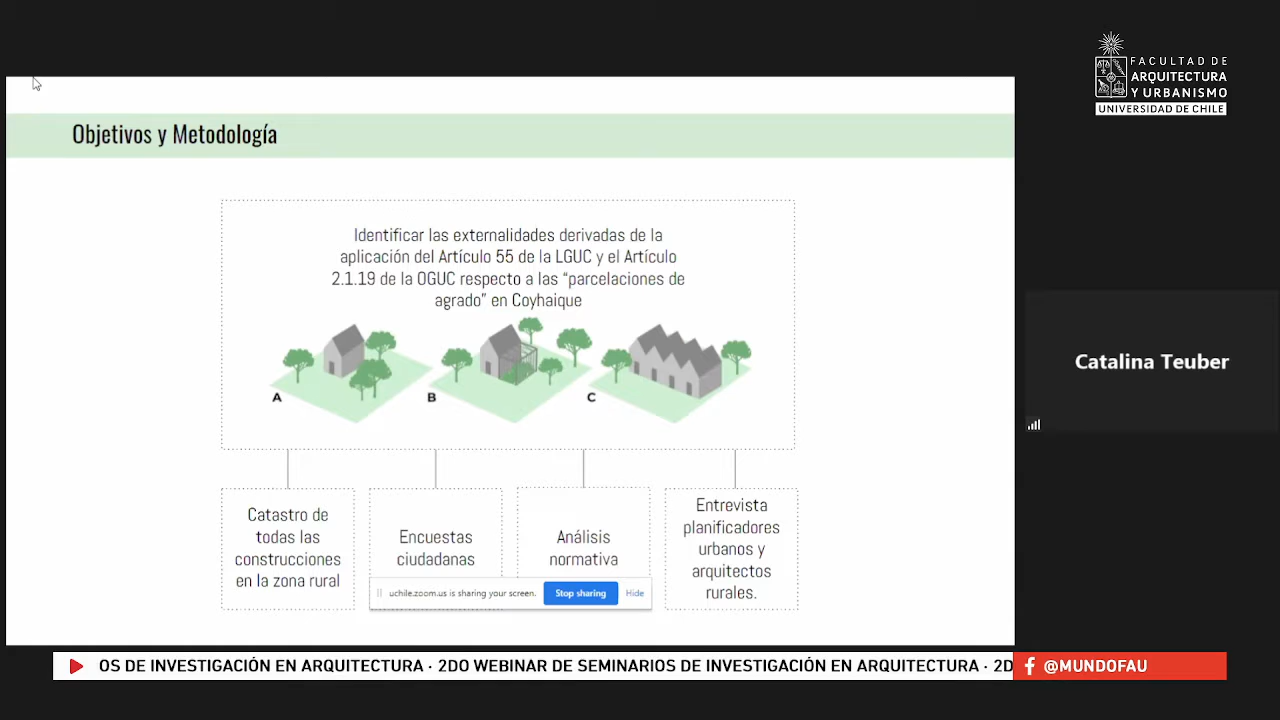 FACULTAD DE
ARQUITECTURA
Y URBANISMO
UNIVERSIDAD DE CHILE
Objetivos y Metodología
Identificar las externalidades derivadas de la
aplicación del Artículo 55 de la LGUC y el Artículo
2.1.19 de la OGUC respecto a las “parcelaciones de
agrado” en Coyhaique
A
B
C
Catastro de
todas las
construcciones
en la zona rural
Encuestas
ciudadanas
Análisis
normativa
Entrevista
planificadores
urbanos y
arquitectos
rurales.
uchile.zoom.us is sharing your screen.
Stop sharing
Hide
Catalina Teuber
OS DE INVESTIGACIÓN EN ARQUITECTURA · 2DO WEBINAR DE SEMINARIOS DE INVESTIGACIÓN EN ARQUITECTURA · 2D
@MUNDOFAU